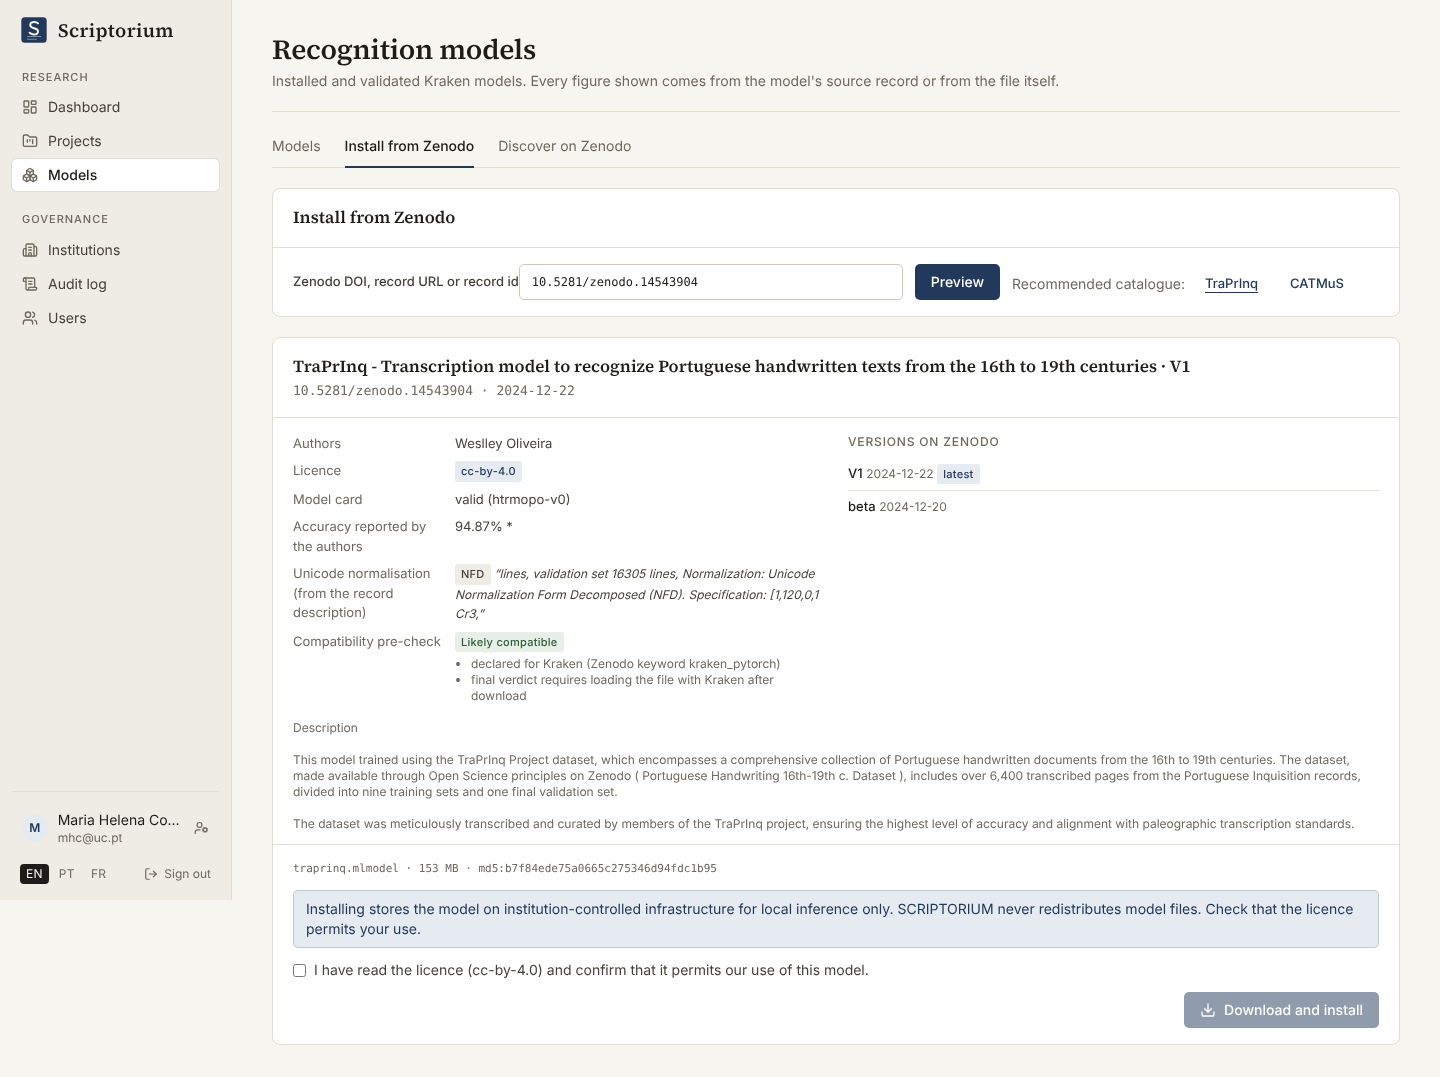 Scriptorium
RESEARCH
Dashboard
Projects
Models
GOVERNANCE
Institutions
Audit log
Users
M
Maria Helena Co...
mhc@uc.pt
EN PT FR
Sign out
Recognition models
Installed and validated Kraken models. Every figure shown comes from the model's source record or from the file itself.
Models Install from Zenodo Discover on Zenodo
Install from Zenodo
Zenodo DOI, record URL or record id 10.5281/zenodo.14543904 Preview Recommended catalogue: TraPrInq CATMuS
TraPrInq - Transcription model to recognize Portuguese handwritten texts from the 16th to 19th centuries · V1
10.5281/zenodo.14543904 · 2024-12-22
Authors Weslley Oliveira
Licence cc-by-4.0
Model card valid (htrmopo-v0)
Accuracy reported by the authors 94.87% *
Unicode normalisation (from the record description)
NFD "lines, validation set 16305 lines, Normalization: Unicode
Normalization Form Decomposed (NFD). Specification: [1,120,0,1
Cr3,"
Compatibility pre-check Likely compatible
• declared for Kraken (Zenodo keyword kraken_pytorch)
• final verdict requires loading the file with Kraken after
download
VERSIONS ON ZENODO
V1 2024-12-22 latest
beta 2024-12-20
Description
This model trained using the TraPrInq Project dataset, which encompasses a comprehensive collection of Portuguese handwritten documents from the 16th to 19th centuries. The dataset,
made available through Open Science principles on Zenodo ( Portuguese Handwriting 16th-19th c. Dataset ), includes over 6,400 transcribed pages from the Portuguese Inquisition records,
divided into nine training sets and one final validation set.
The dataset was meticulously transcribed and curated by members of the TraPrInq project, ensuring the highest level of accuracy and alignment with paleographic transcription standards.
traprinq.mlmodel · 153 MB · md5:b7f84ede75a0665c275346d94fdc1b95
Installing stores the model on institution-controlled infrastructure for local inference only. SCRIPTORIUM never redistributes model files. Check that the licence
permits your use.
I have read the licence (cc-by-4.0) and confirm that it permits our use of this model.
Download and install